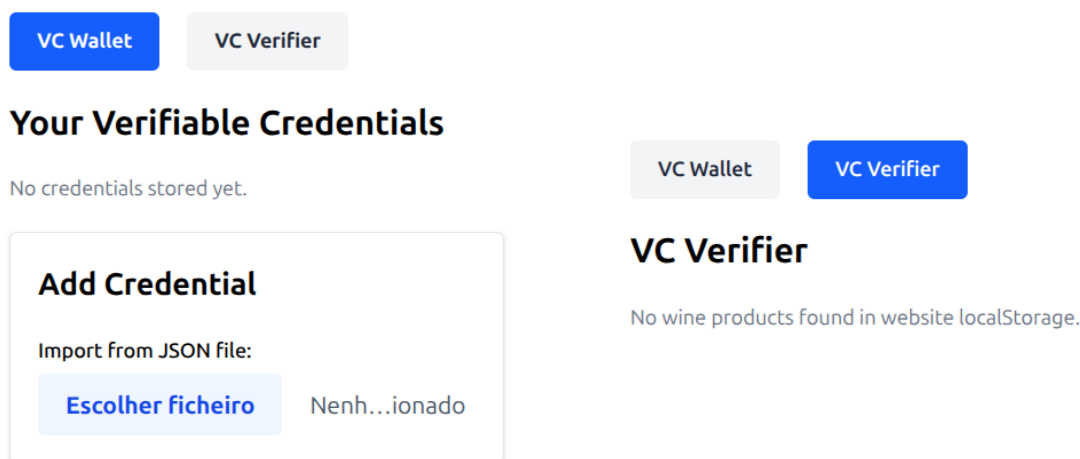 VC Wallet VC Verifier
Your Verifiable Credentials
No credentials stored yet.
Add Credential
Import from JSON file:
Escolher ficheiro Nenh...ionado
VC Wallet VC Verifier
VC Verifier
No wine products found in website localStorage.